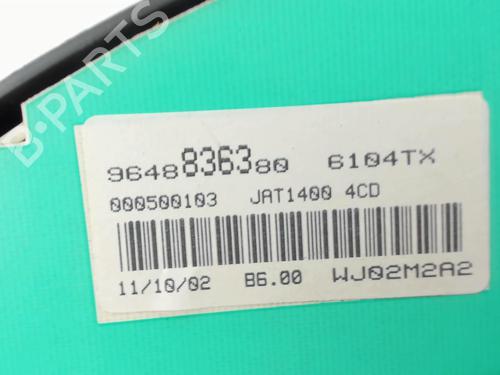 B-PARTS
9648836380 6104TX
000500103 JAT1400 4CD
11/10/02 B6.00 WJ02M2A2